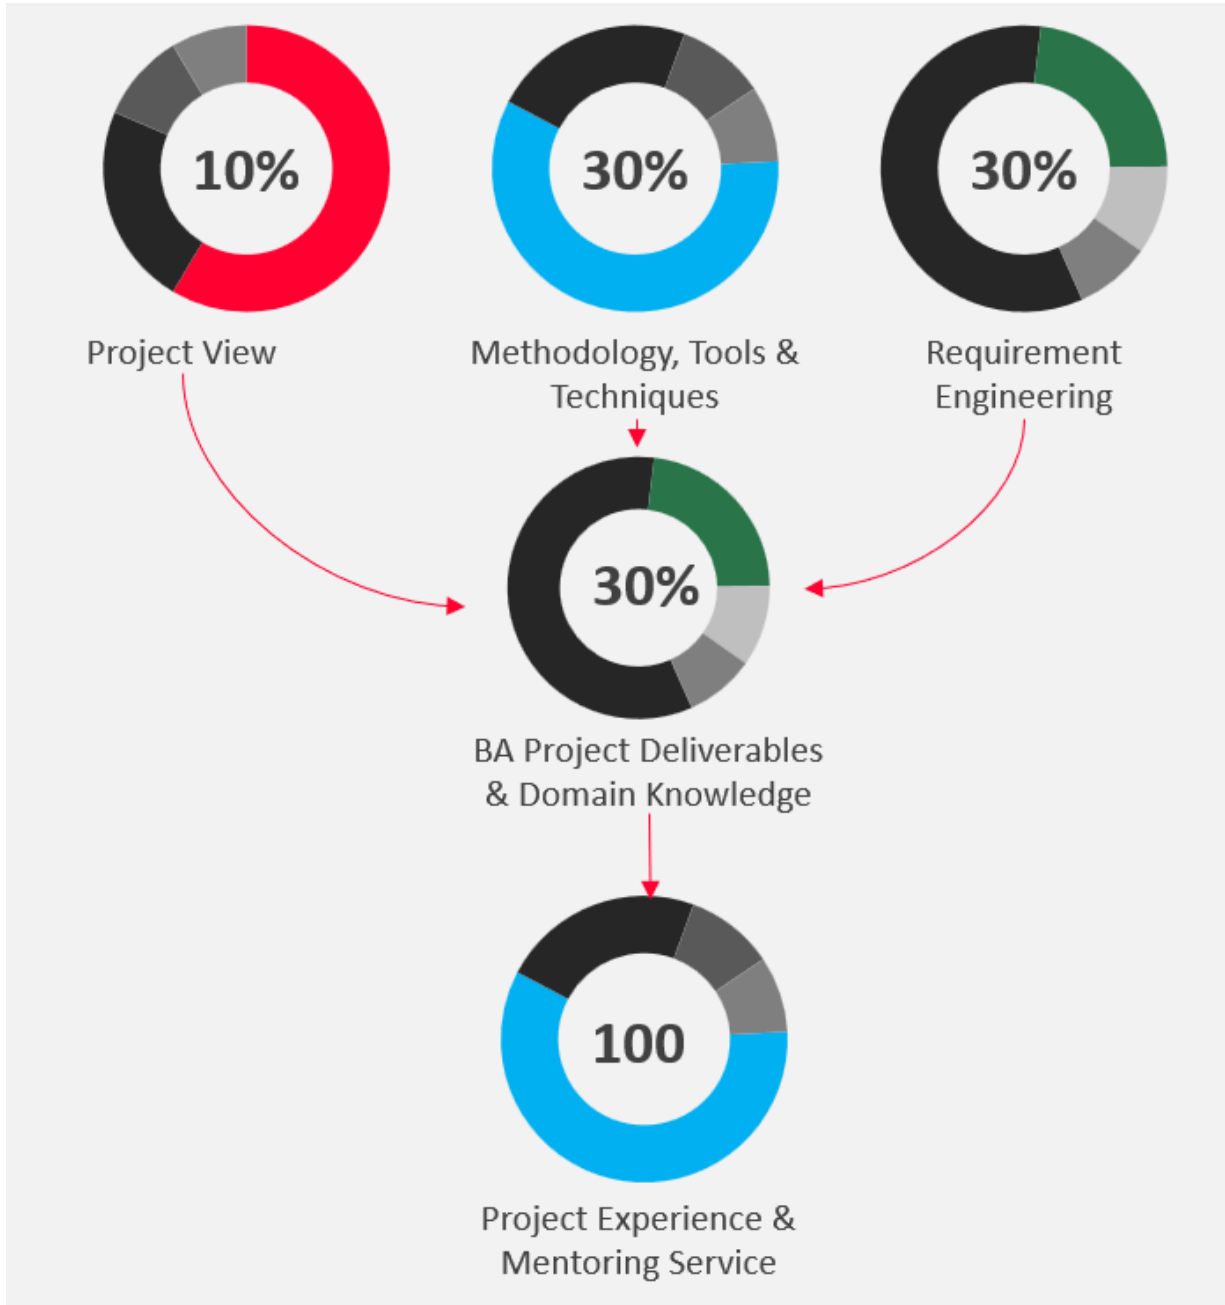 10%
30%
30%
Project View
Methodology, Tools &
Techniques
Requirement
Engineering
30%
BA Project Deliverables
& Domain Knowledge
100
Project Experience &
Mentoring Service